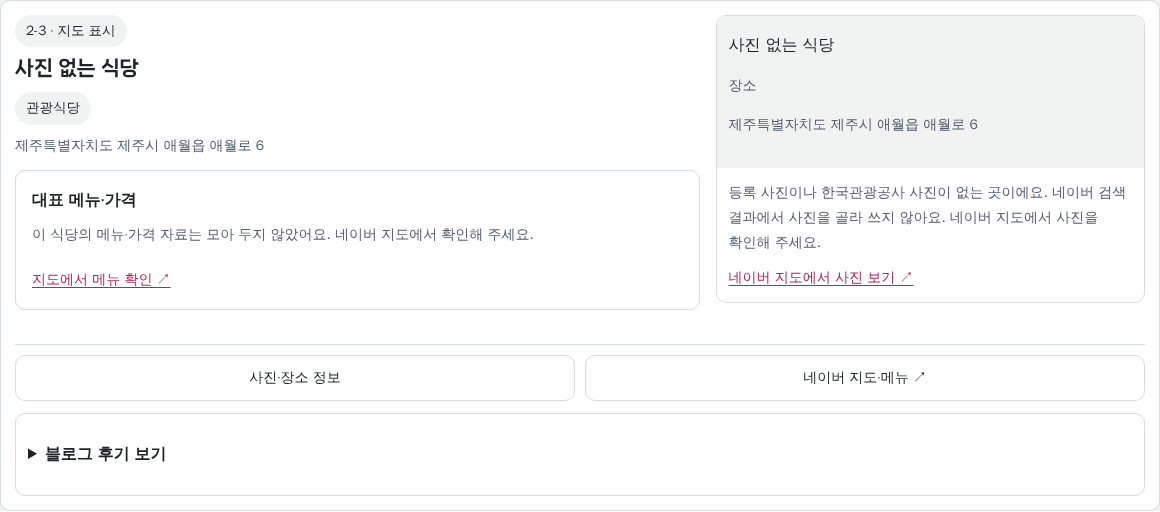 2-3 · 지도 표시
사진 없는 식당
관광식당
제주특별자치도 제주시 애월읍 애월로 6
대표 메뉴·가격
이 식당의 메뉴·가격 자료는 모아 두지 않았어요. 네이버 지도에서 확인해 주세요.
지도에서 메뉴 확인 ↗
사진 없는 식당
장소
제주특별자치도 제주시 애월읍 애월로 6
등록 사진이나 한국관광공사 사진이 없는 곳이에요. 네이버 검색
결과에서 사진을 골라 쓰지 않아요. 네이버 지도에서 사진을
확인해 주세요.
네이버 지도에서 사진 보기 ↗
사진·장소 정보
네이버 지도·메뉴 ↗
▶ 블로그 후기 보기